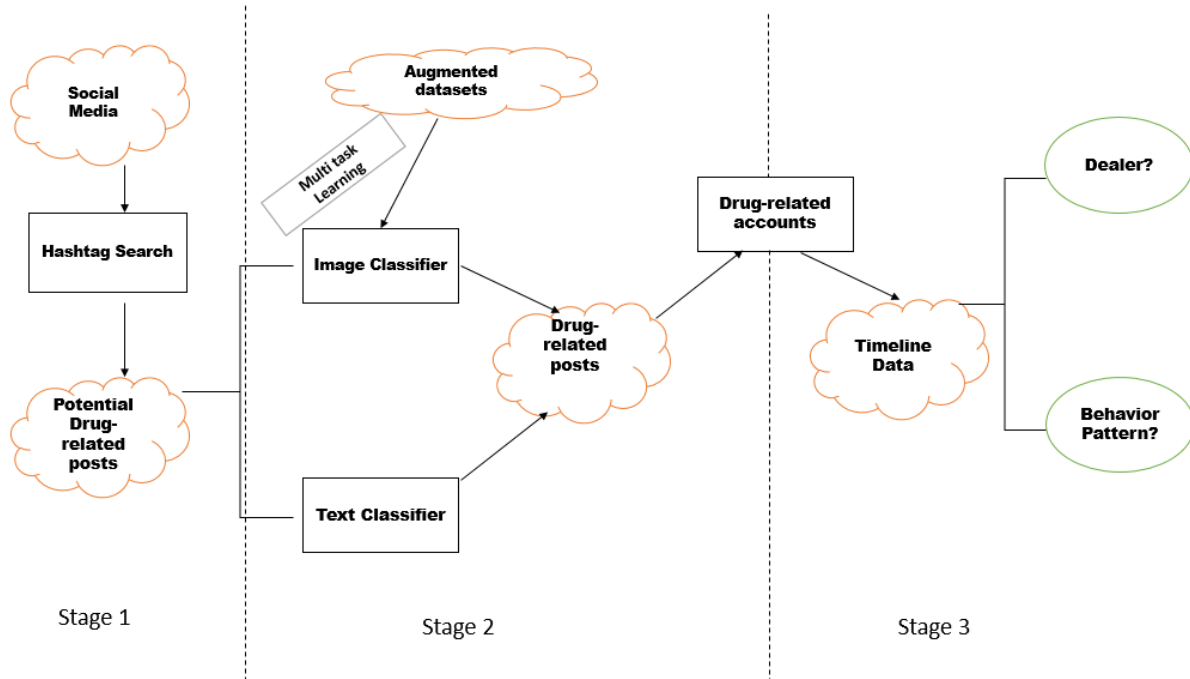 Social
Media
Hashtag Search
Potential
Drug-
related
posts
Stage 1
Augmented
datasets
Multi task
Learning
Image Classifier
Text Classifier
Drug-
related
posts
Stage 2
Drug-related
accounts
Timeline
Data
Dealer?
Behavior
Pattern?
Stage 3